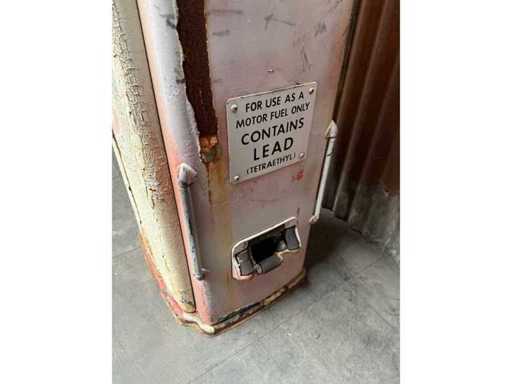 FOR USE AS A
MOTOR FUEL ONLY
CONTAINS
LEAD
(TETRAETHYL)